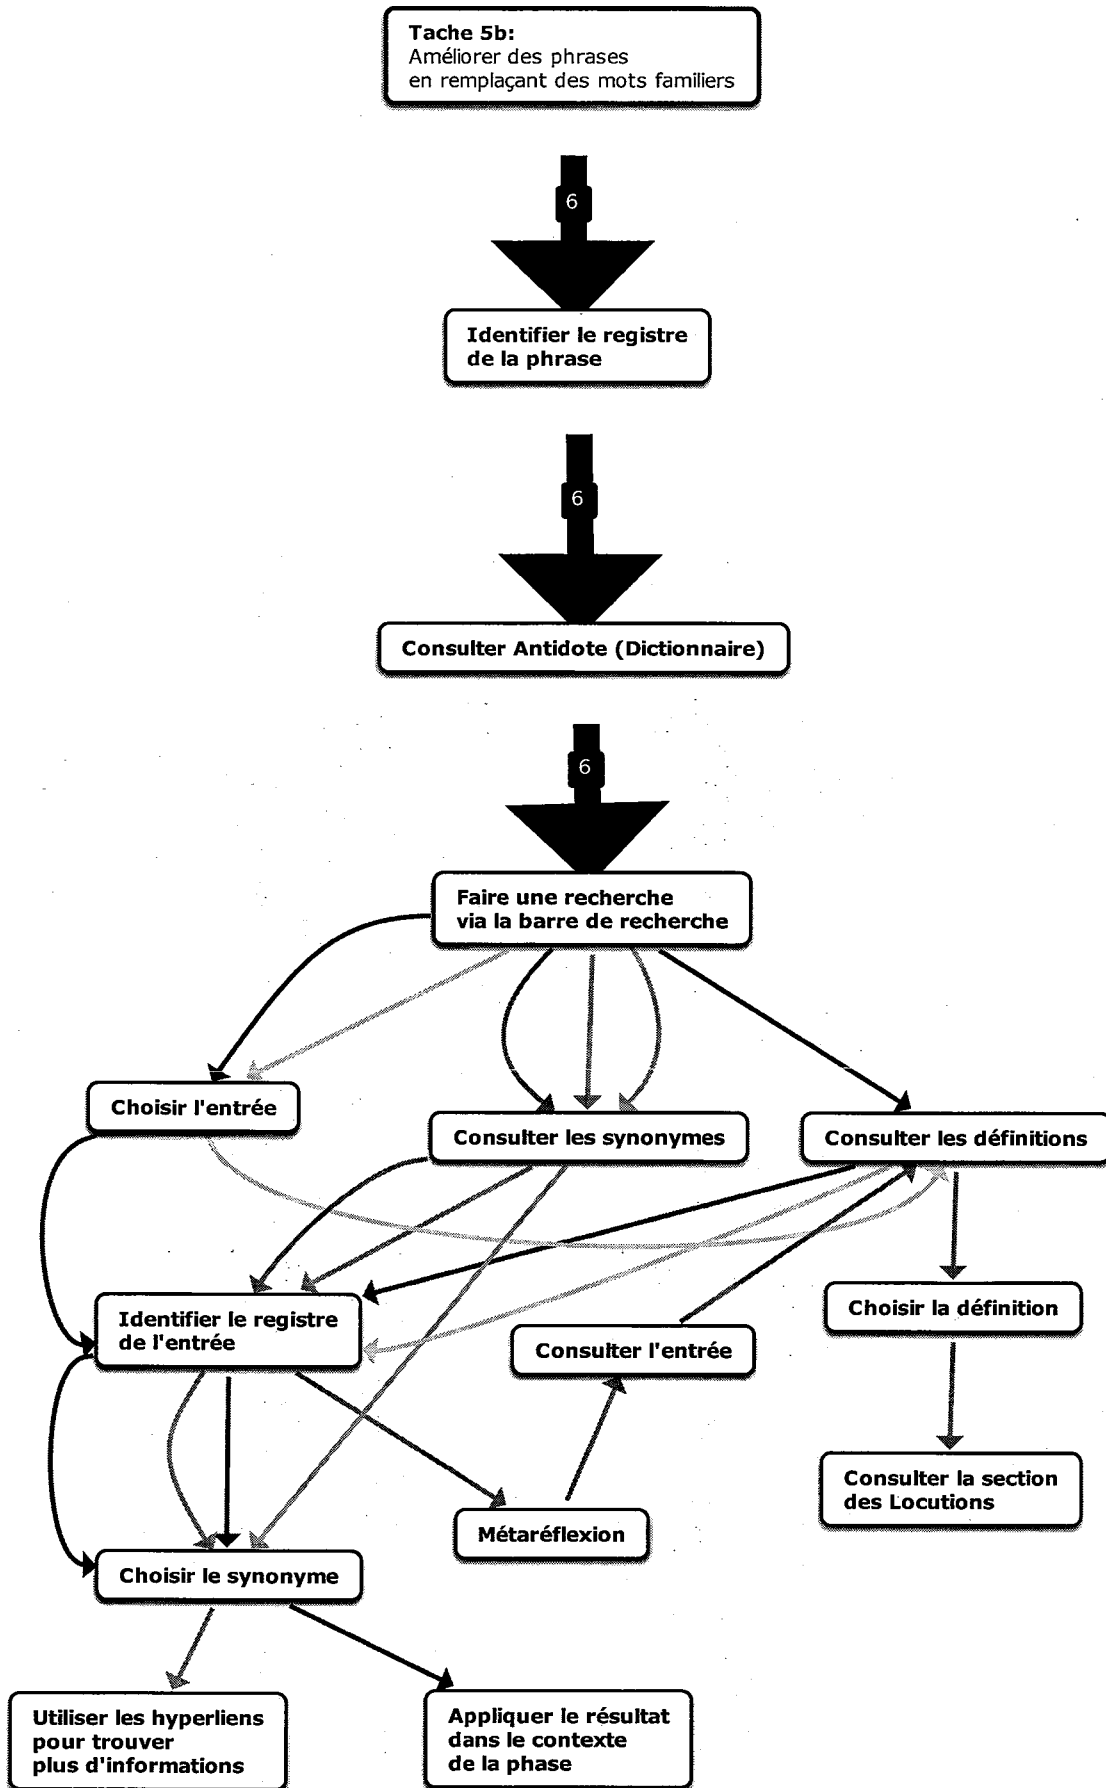 Tache 5b:
Améliorer des phrases
en remplaçant des mots familiers
6
Identifier le registre
de la phrase
6
Consulter Antidote (Dictionnaire)
6
Faire une recherche
via la barre de recherche
Choisir l'entrée
Consulter les synonymes
Consulter les définitions
Identifier le registre
de l'entrée
Consulter l'entrée
Choisir la définition
Consulter la section
des Locutions
Métaréflexion
Choisir le synonyme
Utiliser les hyperliens
pour trouver
plus d'informations
Appliquer le résultat
dans le contexte
de la phase